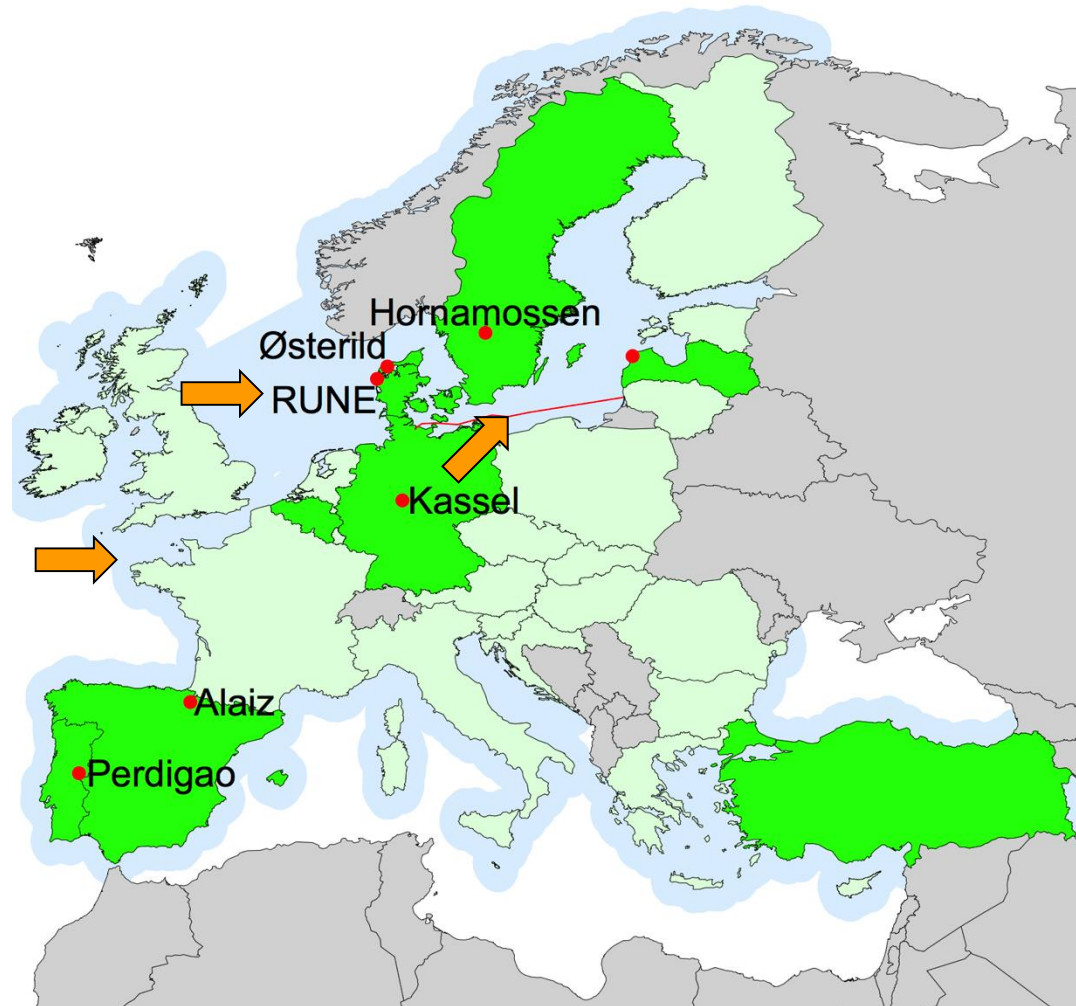 Hornamossen
Østerild
RUNE
Kassel
Alaiz
Perdigao